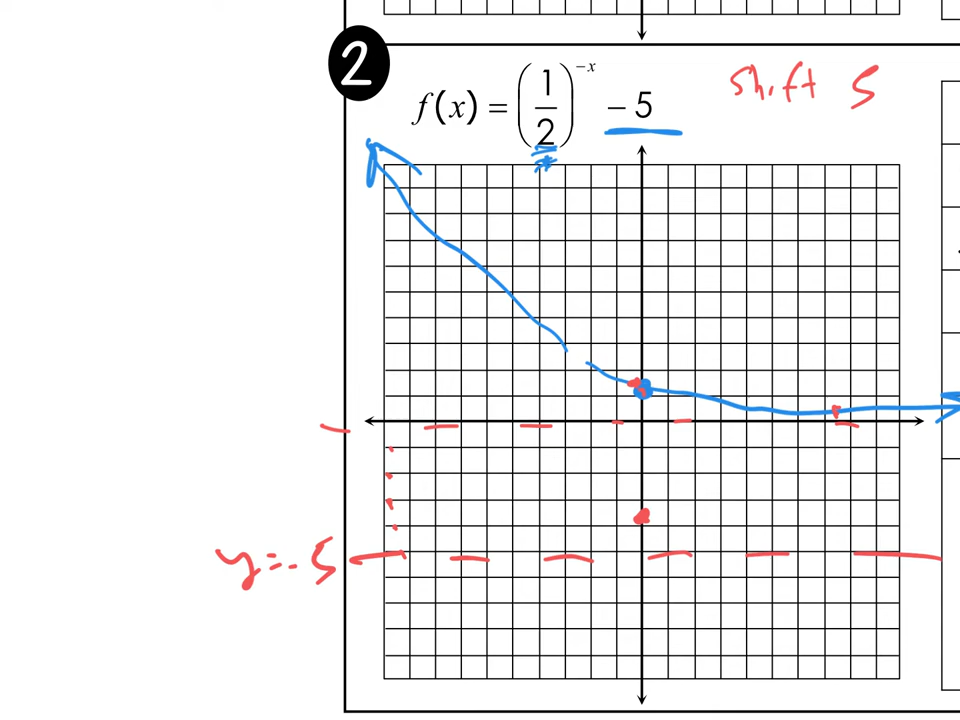 2
shift 5
f(x) = (1/2)^{-x} - 5
y = -5